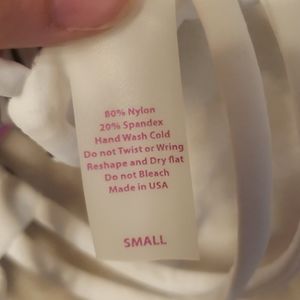 80% Nylon
20% Spandex
Hand Wash Cold
Do not Twist or Wring
Reshape and Dry flat
Do not Bleach
Made in USA
SMALL